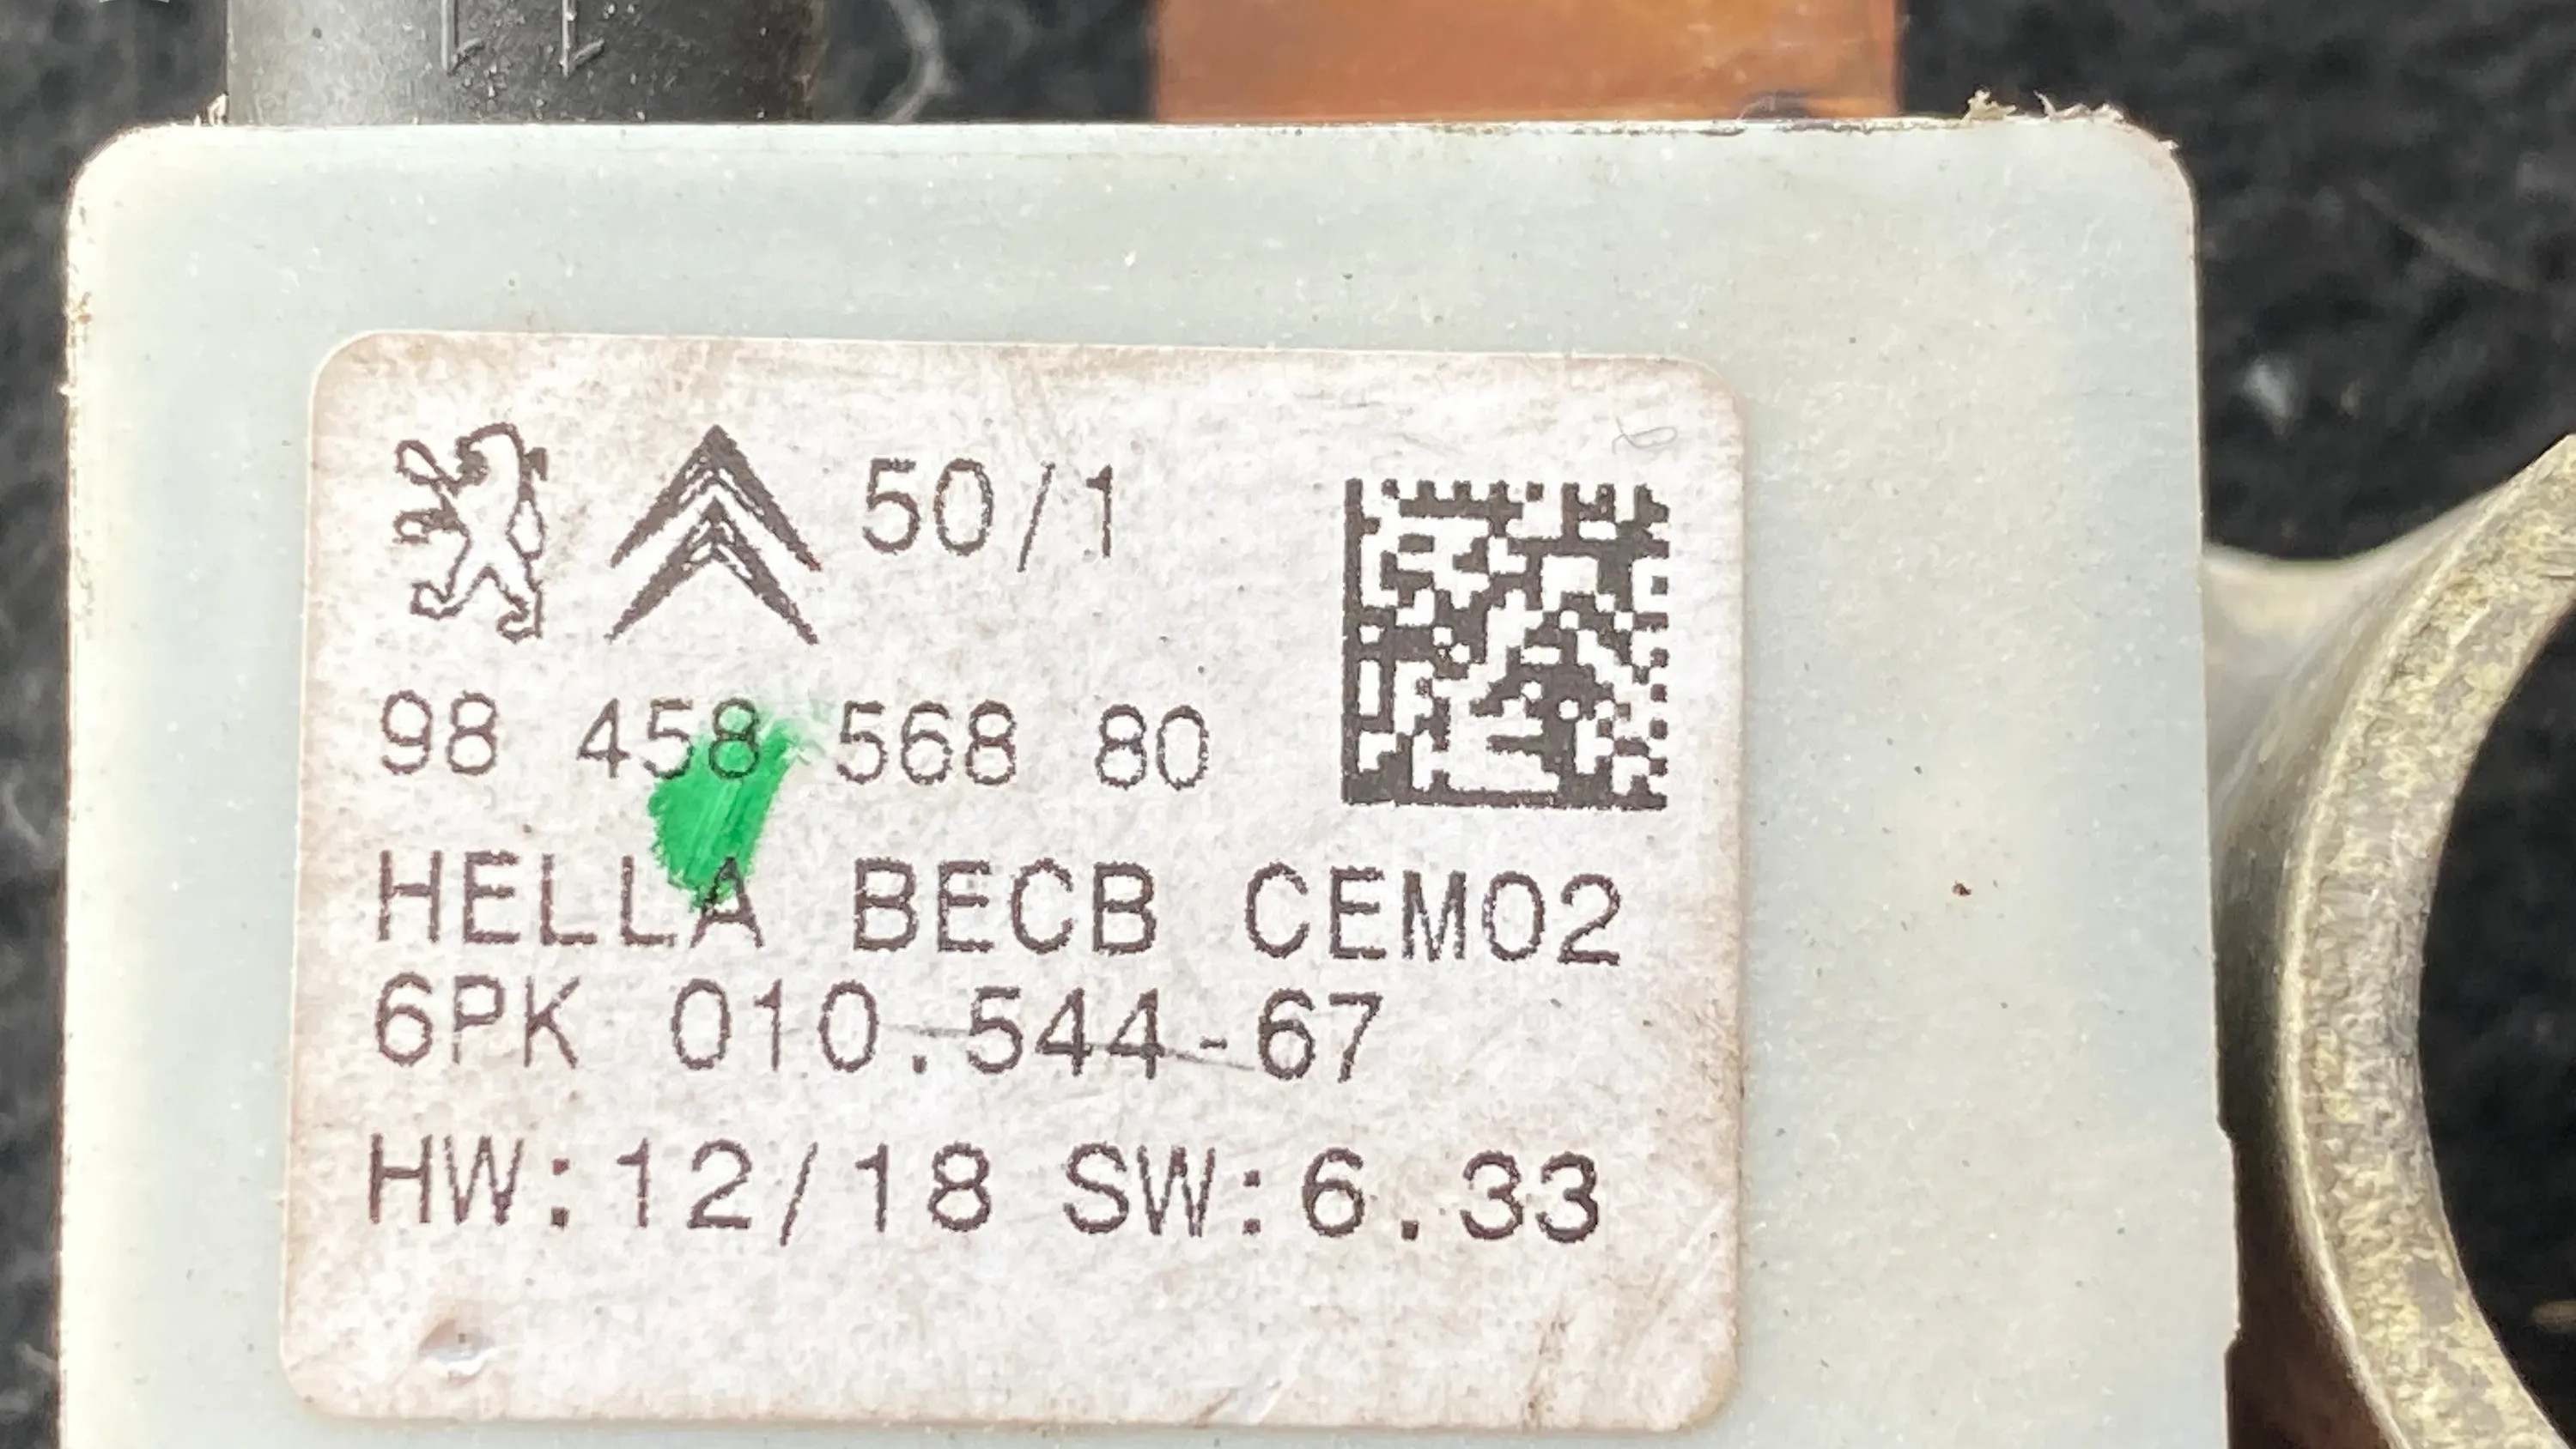 50/1
98 458 568 80
HELLA BECB CEM02
6PK 010.544-67
HW:12/18 SW:6.33